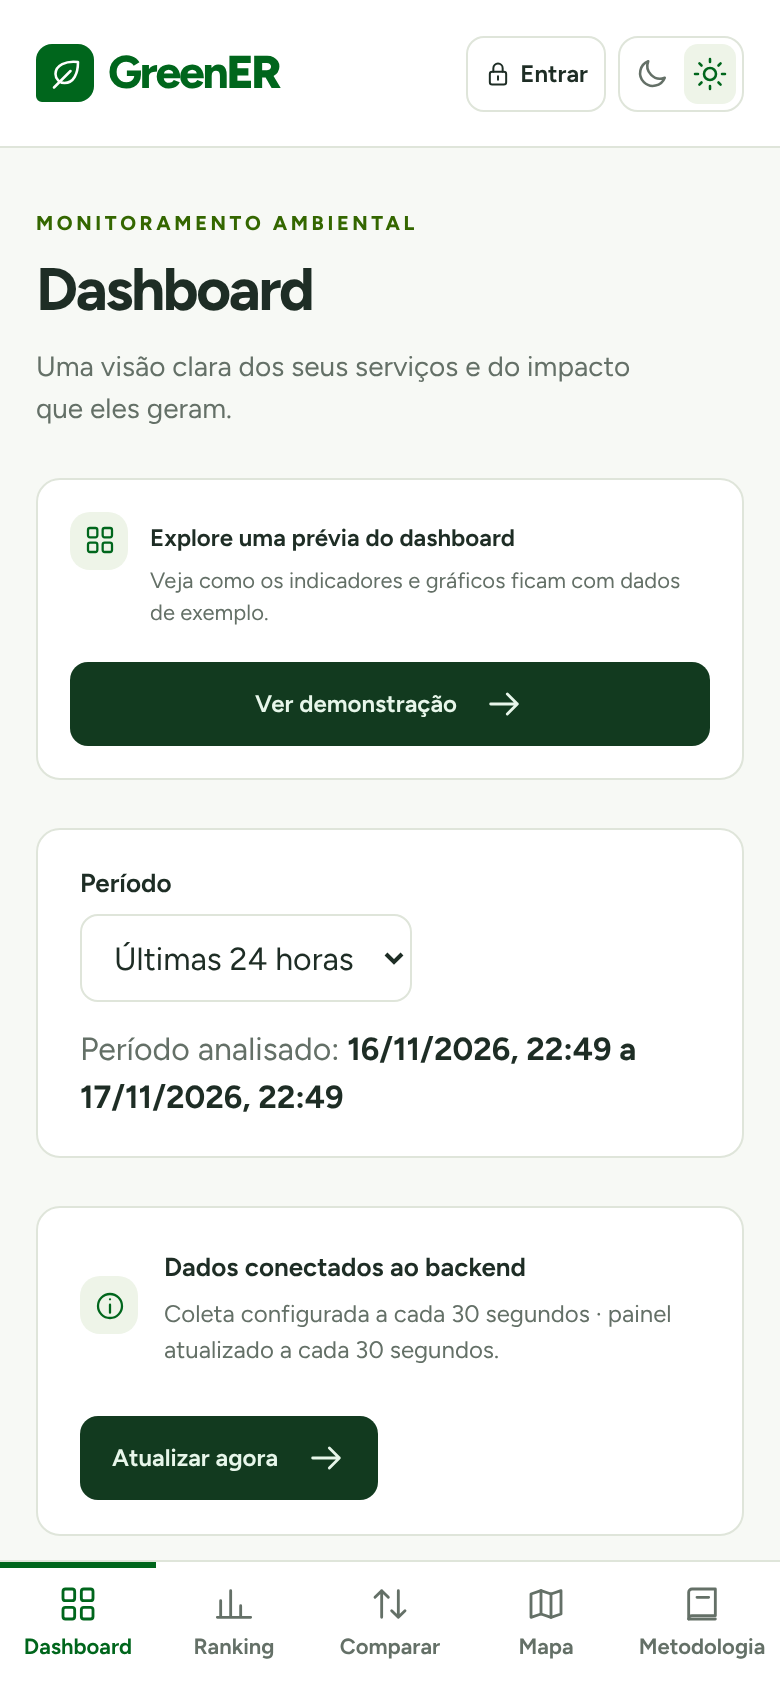 GreenER
Entrar
MONITORAMENTO AMBIENTAL
Dashboard
Uma visão clara dos seus serviços e do impacto
que eles geram.
Explore uma prévia do dashboard
Veja como os indicadores e gráficos ficam com dados
de exemplo.
Ver demonstração
Período
Últimas 24 horas
Período analisado: 16/11/2026, 22:49 a
17/11/2026, 22:49
Dados conectados ao backend
Coleta configurada a cada 30 segundos · painel
atualizado a cada 30 segundos.
Atualizar agora
Dashboard
Ranking
Comparar
Mapa
Metodologia